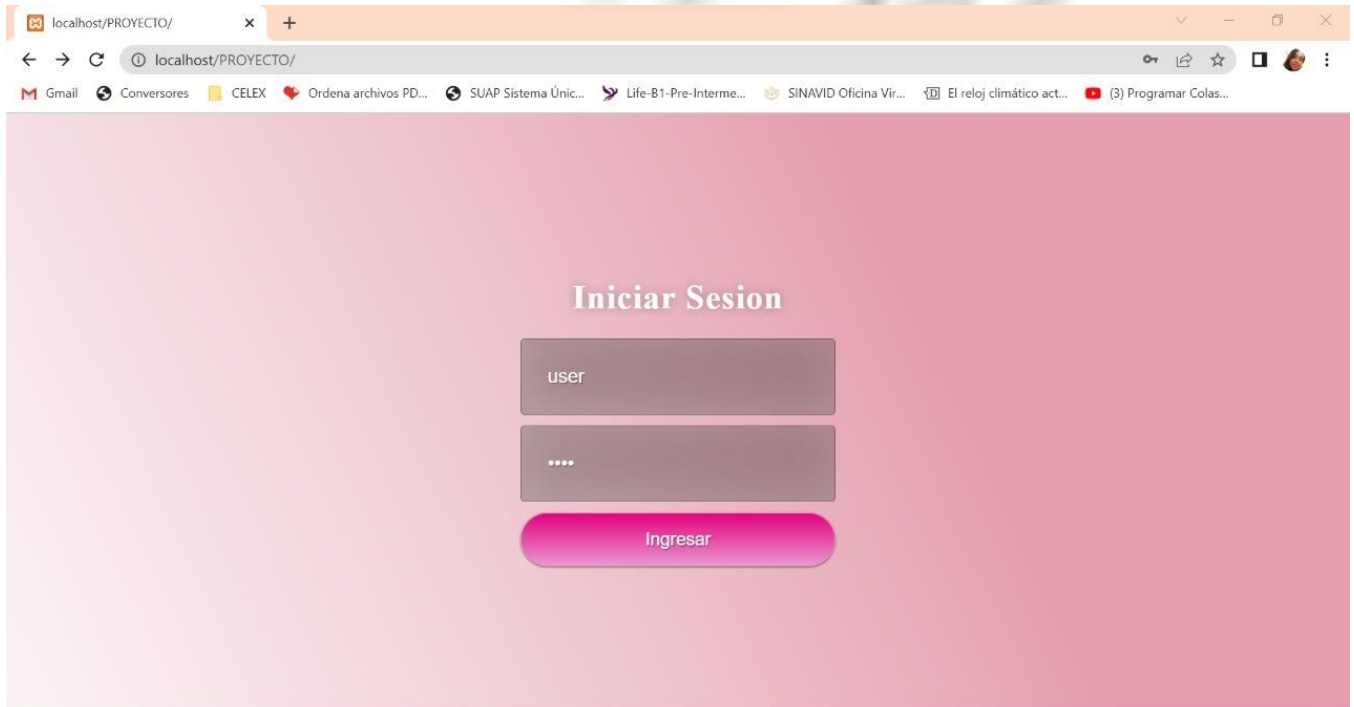 localhost/PROYECTO/
localhost/PROYECTO/
Gmail Conversores CELEX Ordena archivos PD... SUAP Sistema Únic... Life-B1-Pre-Interme... SINAVID Oficina Vir... El reloj climático act... (3) Programar Colas...
Iniciar Sesion
user
••••
Ingresar